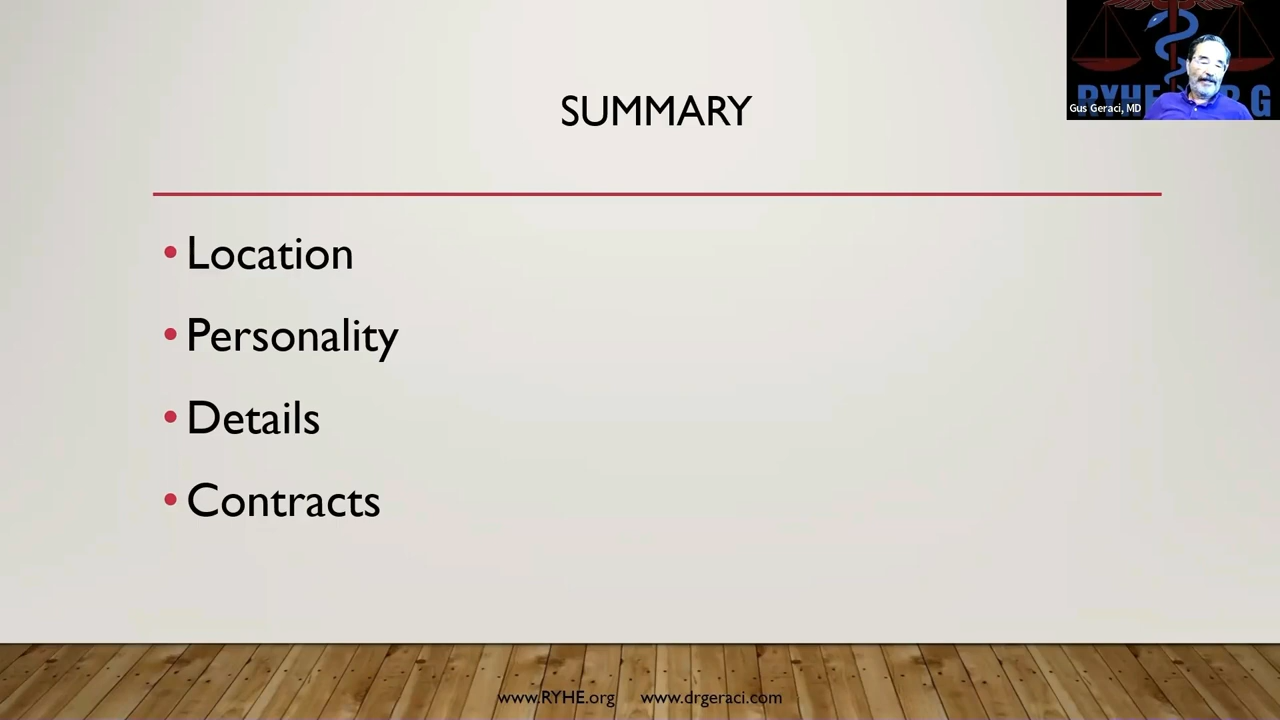 SUMMARY
Gus Geraci, MD
• Location
• Personality
• Details
• Contracts
www.RYHE.org www.drgeraci.com